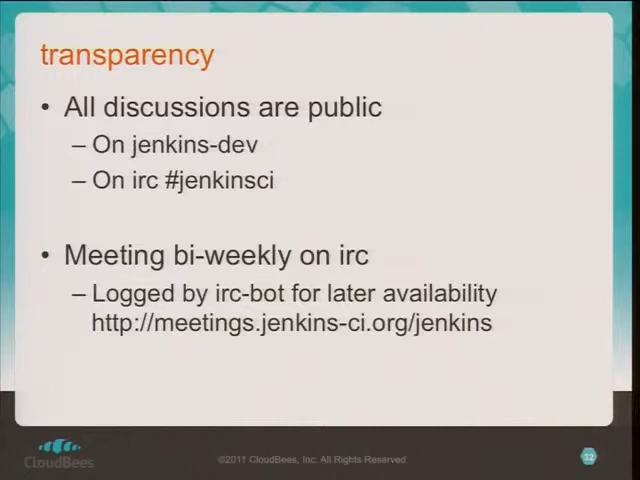 transparency
• All discussions are public
– On jenkins-dev
– On irc #jenkinsci
• Meeting bi-weekly on irc
– Logged by irc-bot for later availability
http://meetings.jenkins-ci.org/jenkins
CloudBees
©2011 CloudBees, Inc. All Rights Reserved
32